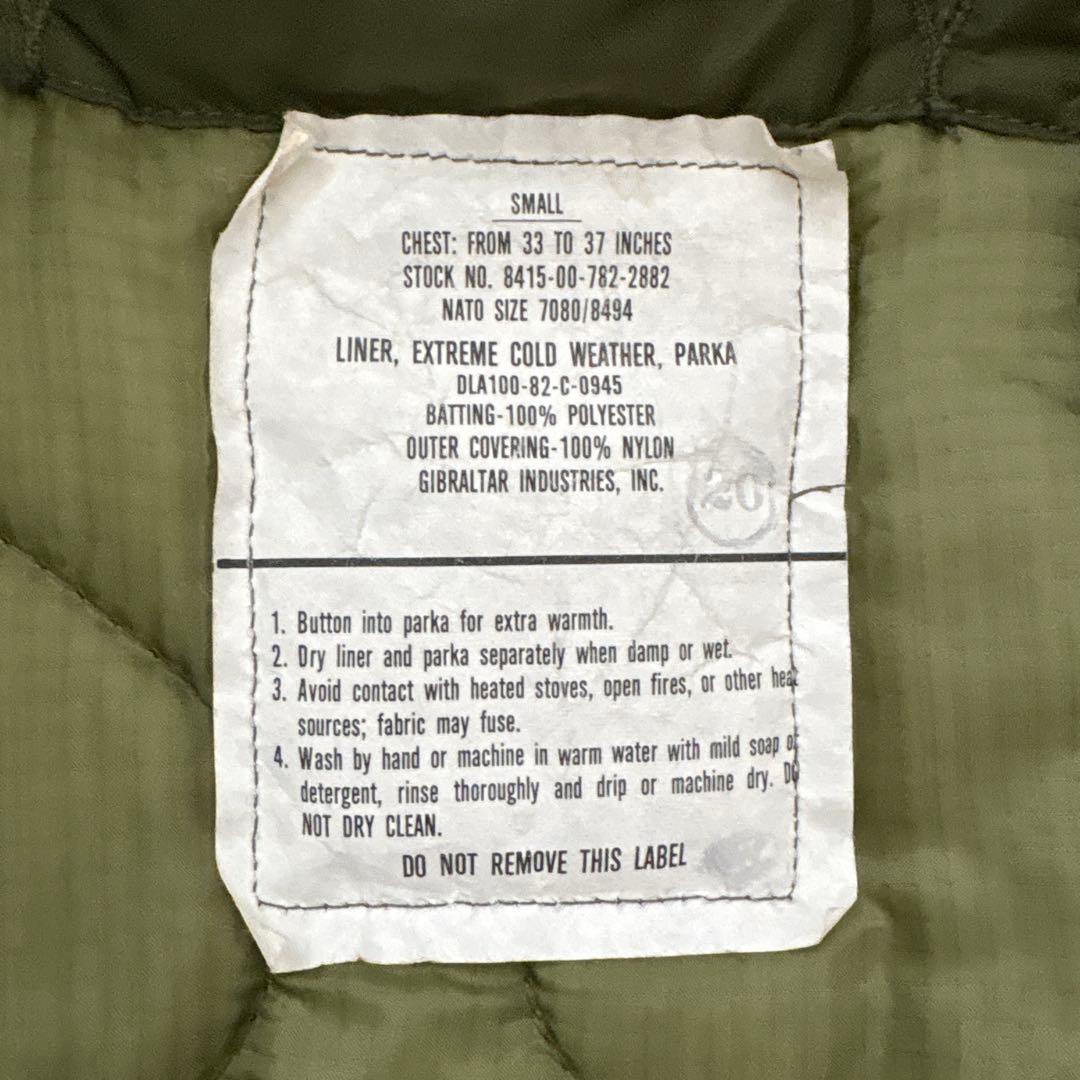 SMALL
CHEST: FROM 33 TO 37 INCHES
STOCK NO. 8415-00-782-2882
NATO SIZE 7080/8494
LINER, EXTREME COLD WEATHER, PARKA
DLA100-82-C-0945
BATTING-100% POLYESTER
OUTER COVERING-100% NYLON
GIBRALTAR INDUSTRIES, INC.
20
1. Button into parka for extra warmth.
2. Dry liner and parka separately when damp or wet.
3. Avoid contact with heated stoves, open fires, or other heat
sources; fabric may fuse.
4. Wash by hand or machine in warm water with mild soap or
detergent, rinse thoroughly and drip or machine dry. DO
NOT DRY CLEAN.
DO NOT REMOVE THIS LABEL